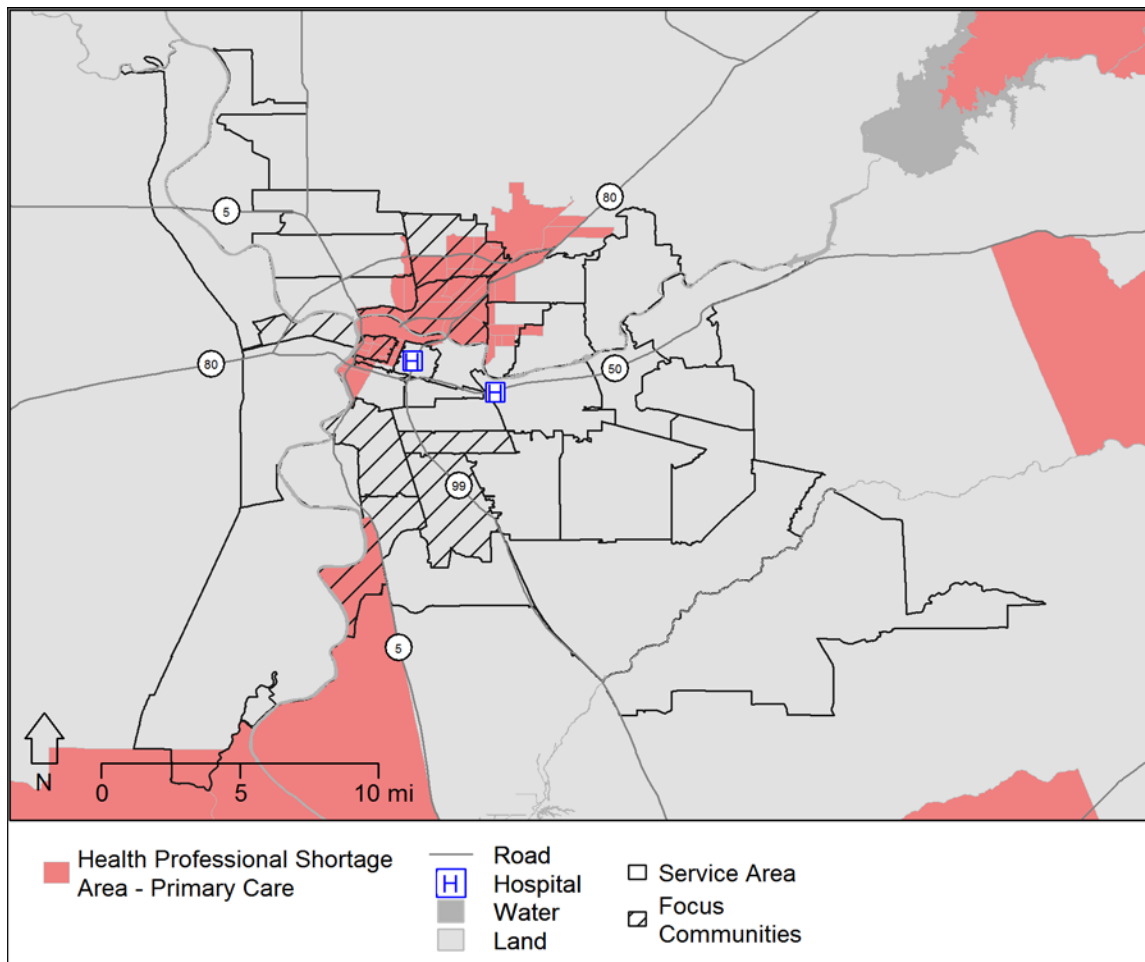 80
5
80
50
99
5
N
0 5 10 mi
Health Professional Shortage
Area - Primary Care
Road
H Hospital
Water
Land
Service Area
Focus
Communities
H
H